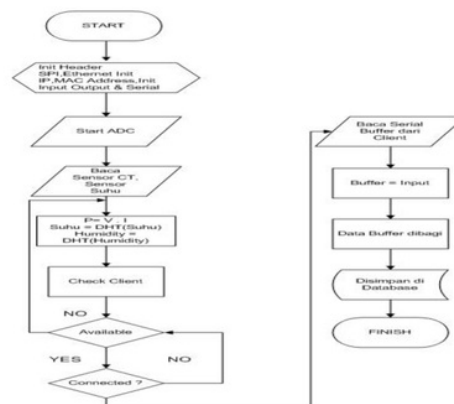 START
Init Header
SPI,Ethernet Init
IP,MAC Address,Init
Input Output & Serial
Start ADC
Baca
Sensor CT,
Sensor
Suhu
P= V . I
Suhu = DHT(Suhu)
Humidity =
DHT(Humidity)
Check Client
NO
Available
YES
NO
Connected ?
Baca Serial
Buffer dari
Client
Buffer = Input
Data Buffer dibagi
Disimpan di
Database
FINISH